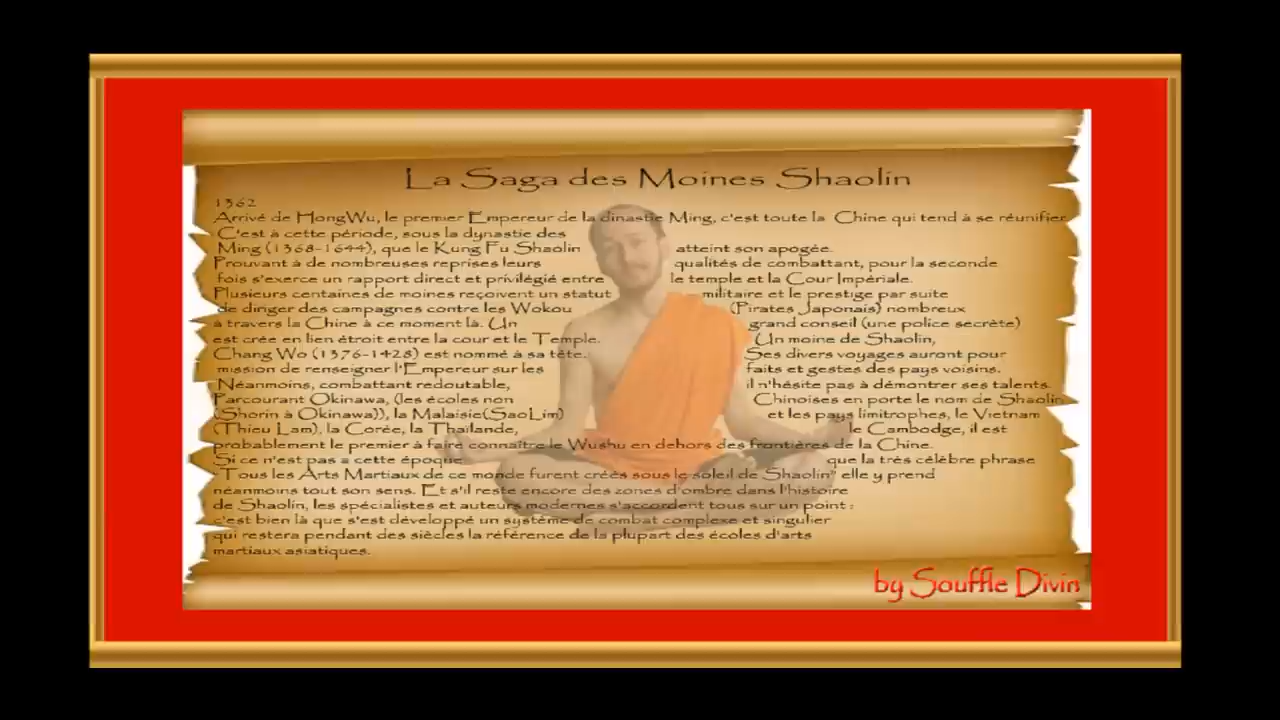 La Saga des Moines Shaolin
1362
Arrivé de HongWu, le premier Empereur de la dinastie Ming, c'est toute la Chine qui tend à se réunifier.
C'est à cette période, sous la dynastie des
Ming (1368-1644), que le Kung Fu Shaolin atteint son apogée.
Prouvant à de nombreuses reprises leurs qualités de combattant, pour la seconde
fois s'exerce un rapport direct et privilégié entre le temple et la Cour Impériale.
Plusieurs centaines de moines reçoivent un statut militaire et le prestige par suite
de diriger des campagnes contre les Wokou (Pirates Japonais) nombreux
à travers la Chine à ce moment là. Un grand conseil (une police secrète)
est crée en lien étroit entre la cour et le Temple. Un moine de Shaolin,
Chang Wo (1376-1428) est nommé à sa tête. Ses divers voyages auront pour
mission de renseigner l'Empereur sur les faits et gestes des pays voisins.
Néanmoins, combattant redoutable, il n'hésite pas à démontrer ses talents.
Parcourant Okinawa, (les écoles non Chinoises en porte le nom de Shaolin
(Shorin à Okinawa)), la Malaisie(SaoLim) et les pays limitrophes, le Vietnam
(Thieu Lam), la Corée, la Thaïlande, le Cambodge, il est
probablement le premier à faire connaître le Wushu en dehors des frontières de la Chine.
Si ce n'est pas a cette époque que la très célèbre phrase
"Tous les Arts Martiaux de ce monde furent créés sous le soleil de Shaolin" elle y prend
néanmoins tout son sens. Et s'il reste encore des zones d'ombre dans l'histoire
de Shaolin, les spécialistes et auteurs modernes s'accordent tous sur un point :
c'est bien là que s'est développé un système de combat complexe et singulier
qui restera pendant des siècles la référence de la plupart des écoles d'arts
martiaux asiatiques.
by Souffle Divin